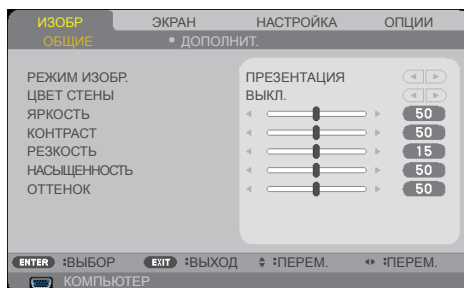 ИЗОБР ЭКРАН НАСТРОЙКА ОПЦИИ
ОБЩИЕ • ДОПОЛНИТ.
РЕЖИМ ИЗОБР. ПРЕЗЕНТАЦИЯ
ЦВЕТ СТЕНЫ ВЫКЛ.
ЯРКОСТЬ 50
КОНТРАСТ 50
РЕЗКОСТЬ 15
НАСЫЩЕННОСТЬ 50
ОТТЕНОК 50
ENTER :ВЫБОР EXIT :ВЫХОД :ПЕРЕМ. :ПЕРЕМ.
КОМПЬЮТЕР